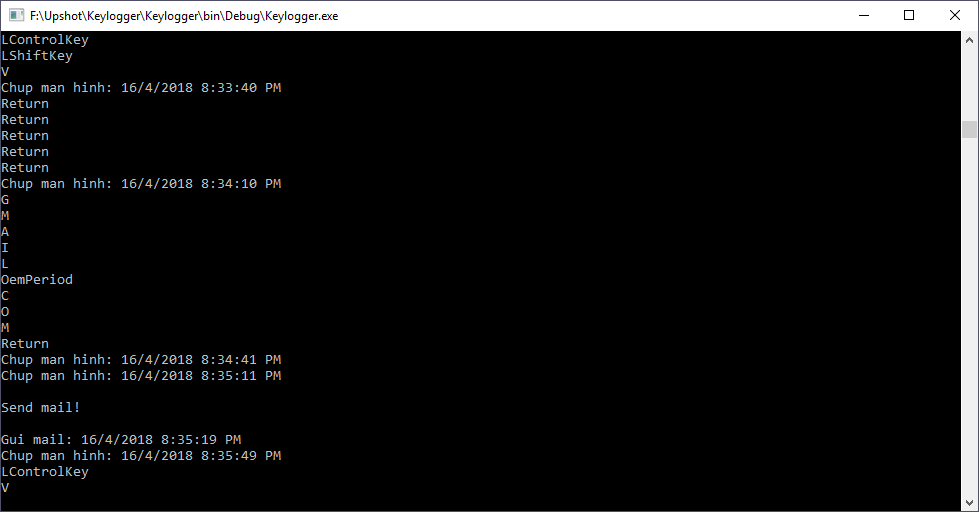 F:\Upshot\Keylogger\Keylogger\bin\Debug\Keylogger.exe
LControlKey
LShiftKey
V
Chup man hinh: 16/4/2018 8:33:40 PM
Return
Return
Return
Return
Return
Chup man hinh: 16/4/2018 8:34:10 PM
G
M
A
I
L
OemPeriod
C
O
M
Return
Chup man hinh: 16/4/2018 8:34:41 PM
Chup man hinh: 16/4/2018 8:35:11 PM
Send mail!
Gui mail: 16/4/2018 8:35:19 PM
Chup man hinh: 16/4/2018 8:35:49 PM
LControlKey
V